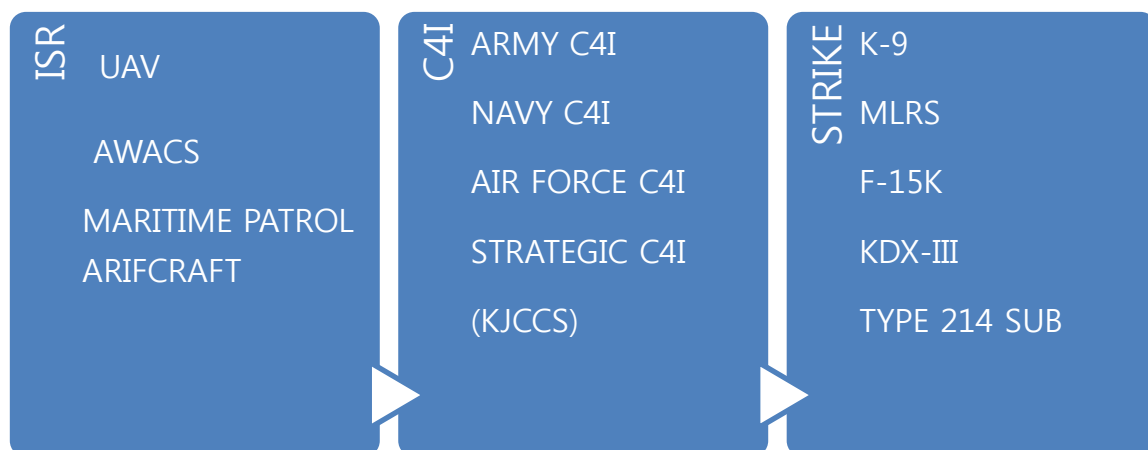 ISR
UAV
AWACS
MARITIME PATROL
ARIFCRAFT
C4I
ARMY C4I
NAVY C4I
AIR FORCE C4I
STRATEGIC C4I
(KJCCS)
STRIKE
K-9
MLRS
F-15K
KDX-III
TYPE 214 SUB